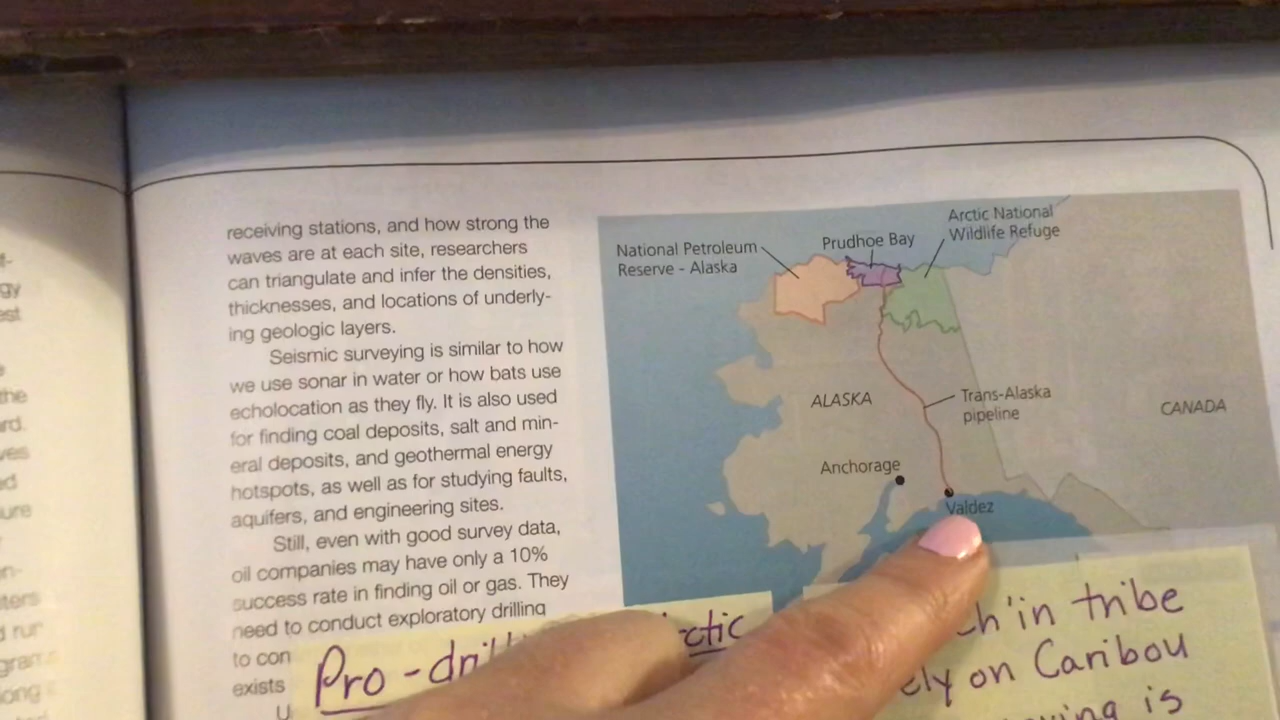 receiving stations, and how strong the
waves are at each site, researchers
can triangulate and infer the densities,
thicknesses, and locations of underly-
ing geologic layers.
Seismic surveying is similar to how
we use sonar in water or how bats use
echolocation as they fly. It is also used
for finding coal deposits, salt and min-
eral deposits, and geothermal energy
hotspots, as well as for studying faults,
aquifers, and engineering sites.
Still, even with good survey data,
oil companies may have only a 10%
success rate in finding oil or gas. They
need to conduct exploratory drilling
to con
exists
Arctic National
Wildlife Refuge
Prudhoe Bay
National Petroleum
Reserve - Alaska
ALASKA
Trans-Alaska
pipeline
CANADA
Anchorage
Valdez
Pro-drill
ctic
ch'in tribe
ely on Caribou
is
the